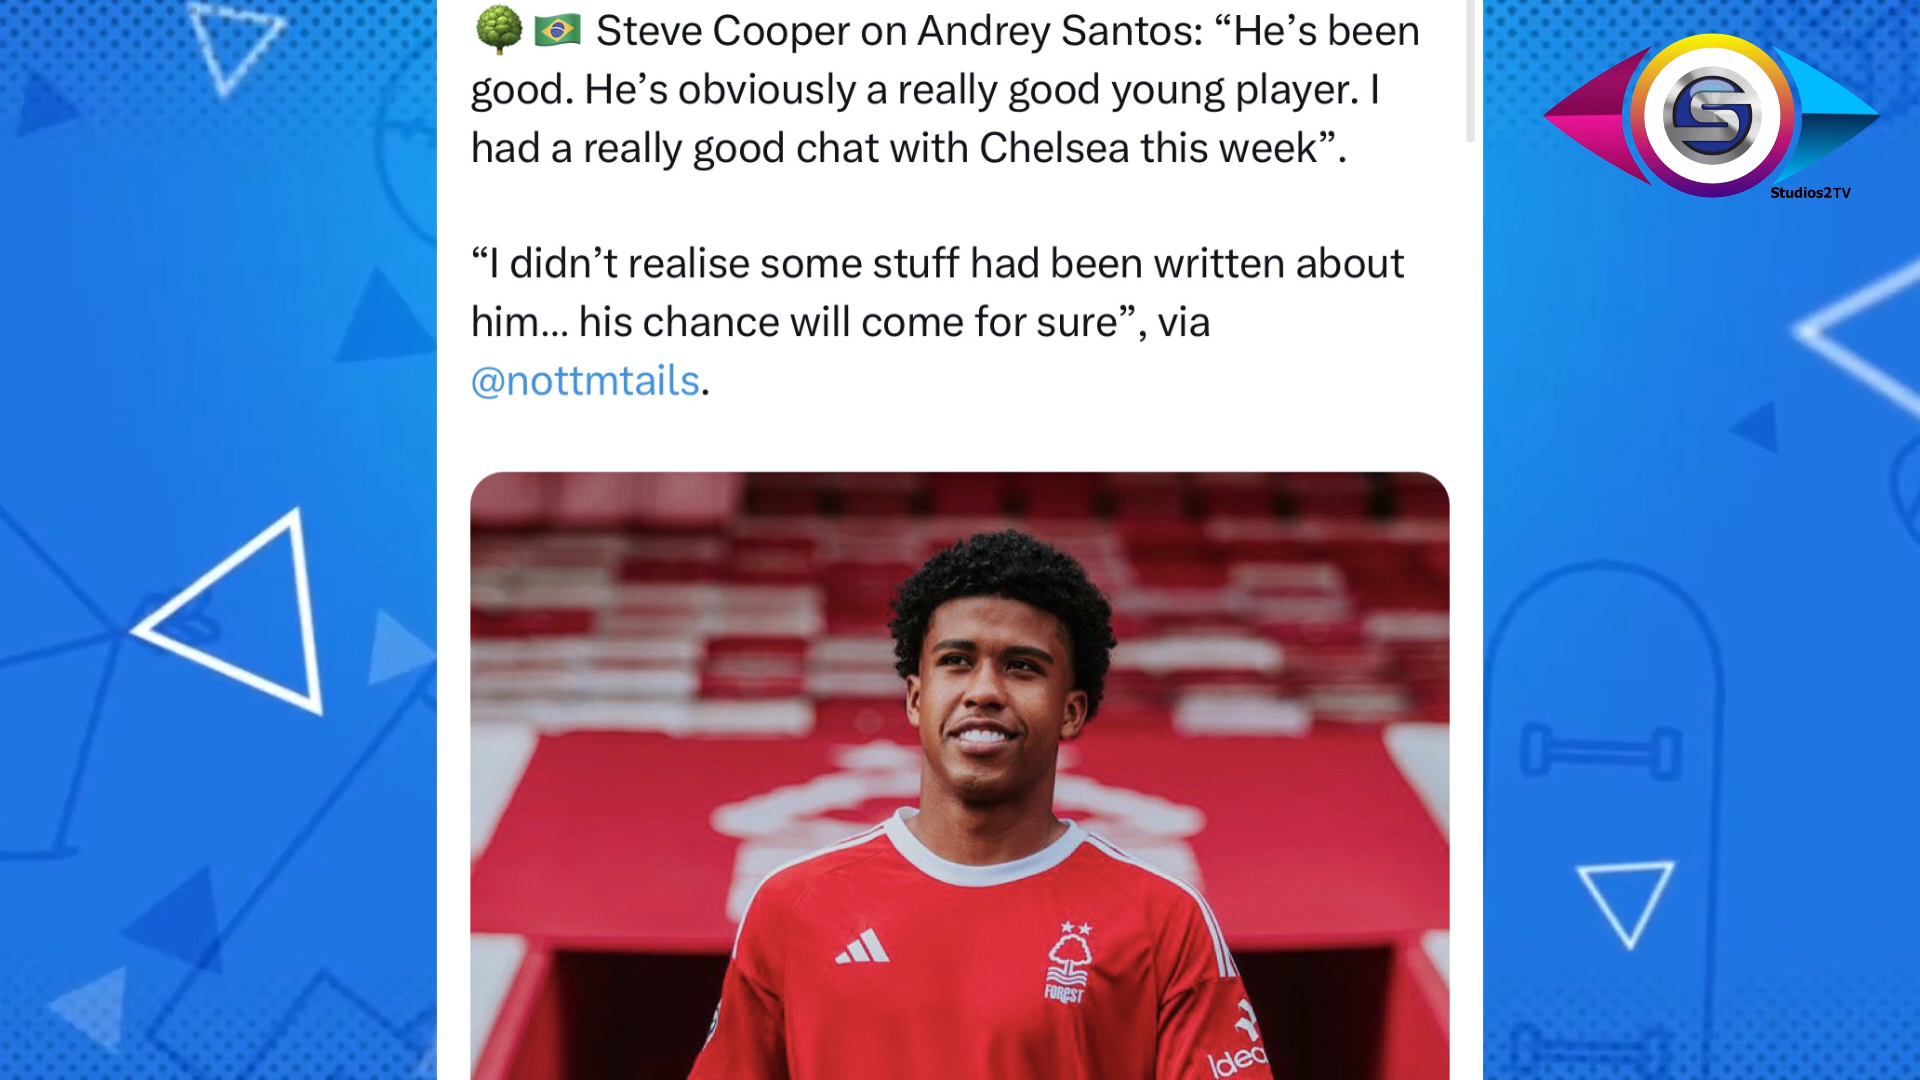 🌳🇧🇷 Steve Cooper on Andrey Santos: “He’s been
good. He’s obviously a really good young player. I
had a really good chat with Chelsea this week”.
“I didn’t realise some stuff had been written about
him... his chance will come for sure”, via
@nottmtails.
Studios2TV
FOREST
Idea